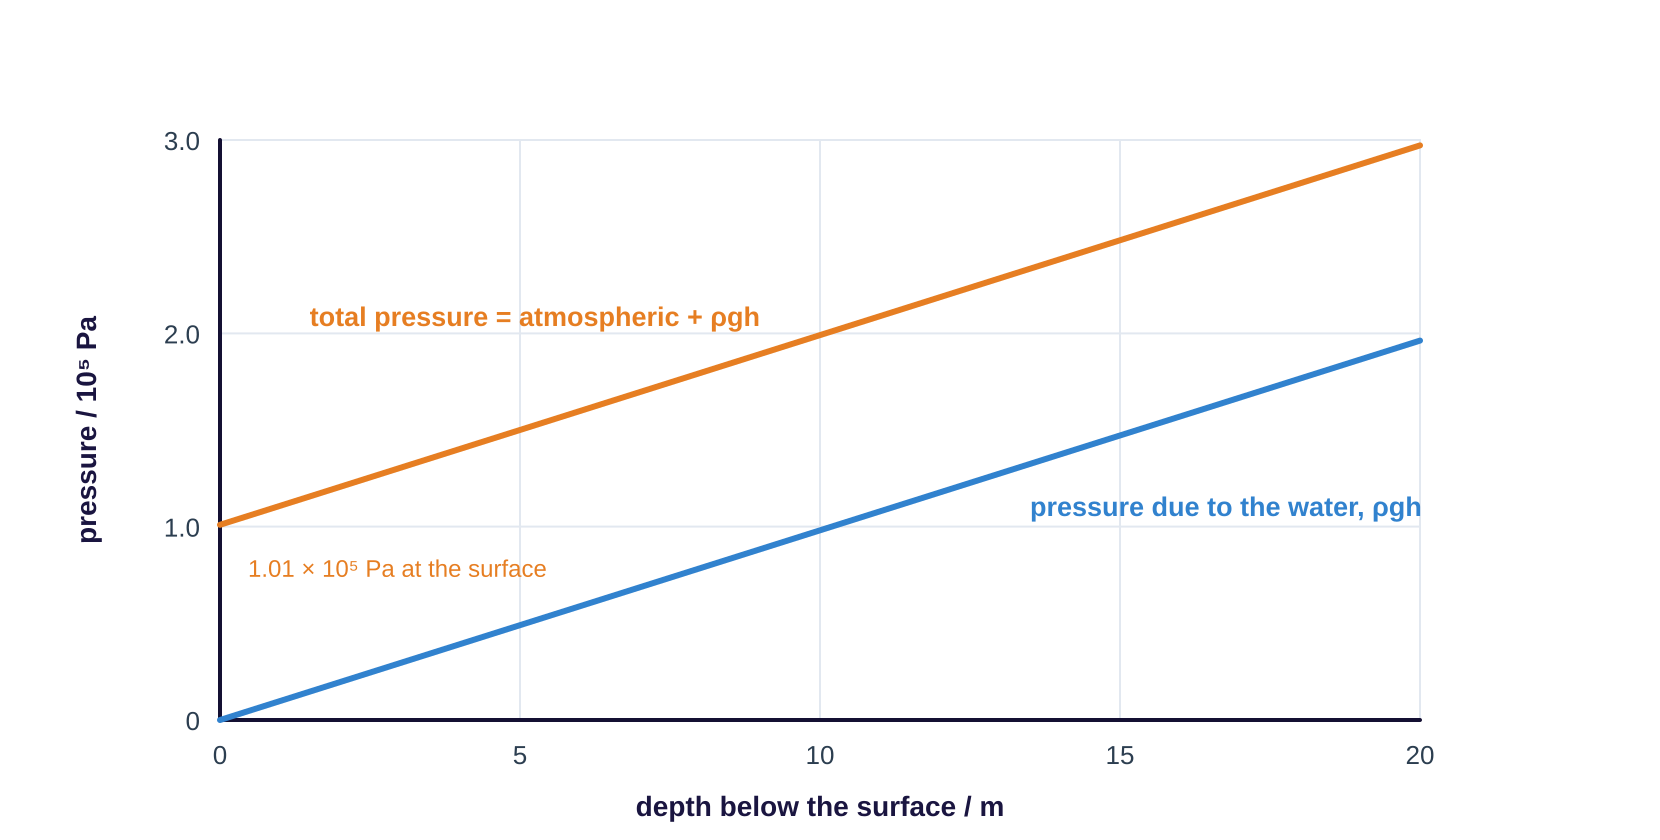 3.0
total pressure = atmospheric + ρgh
2.0
pressure / 10⁵ Pa
pressure due to the water, ρgh
1.0
1.01 × 10⁵ Pa at the surface
0
0 5 10 15 20
depth below the surface / m